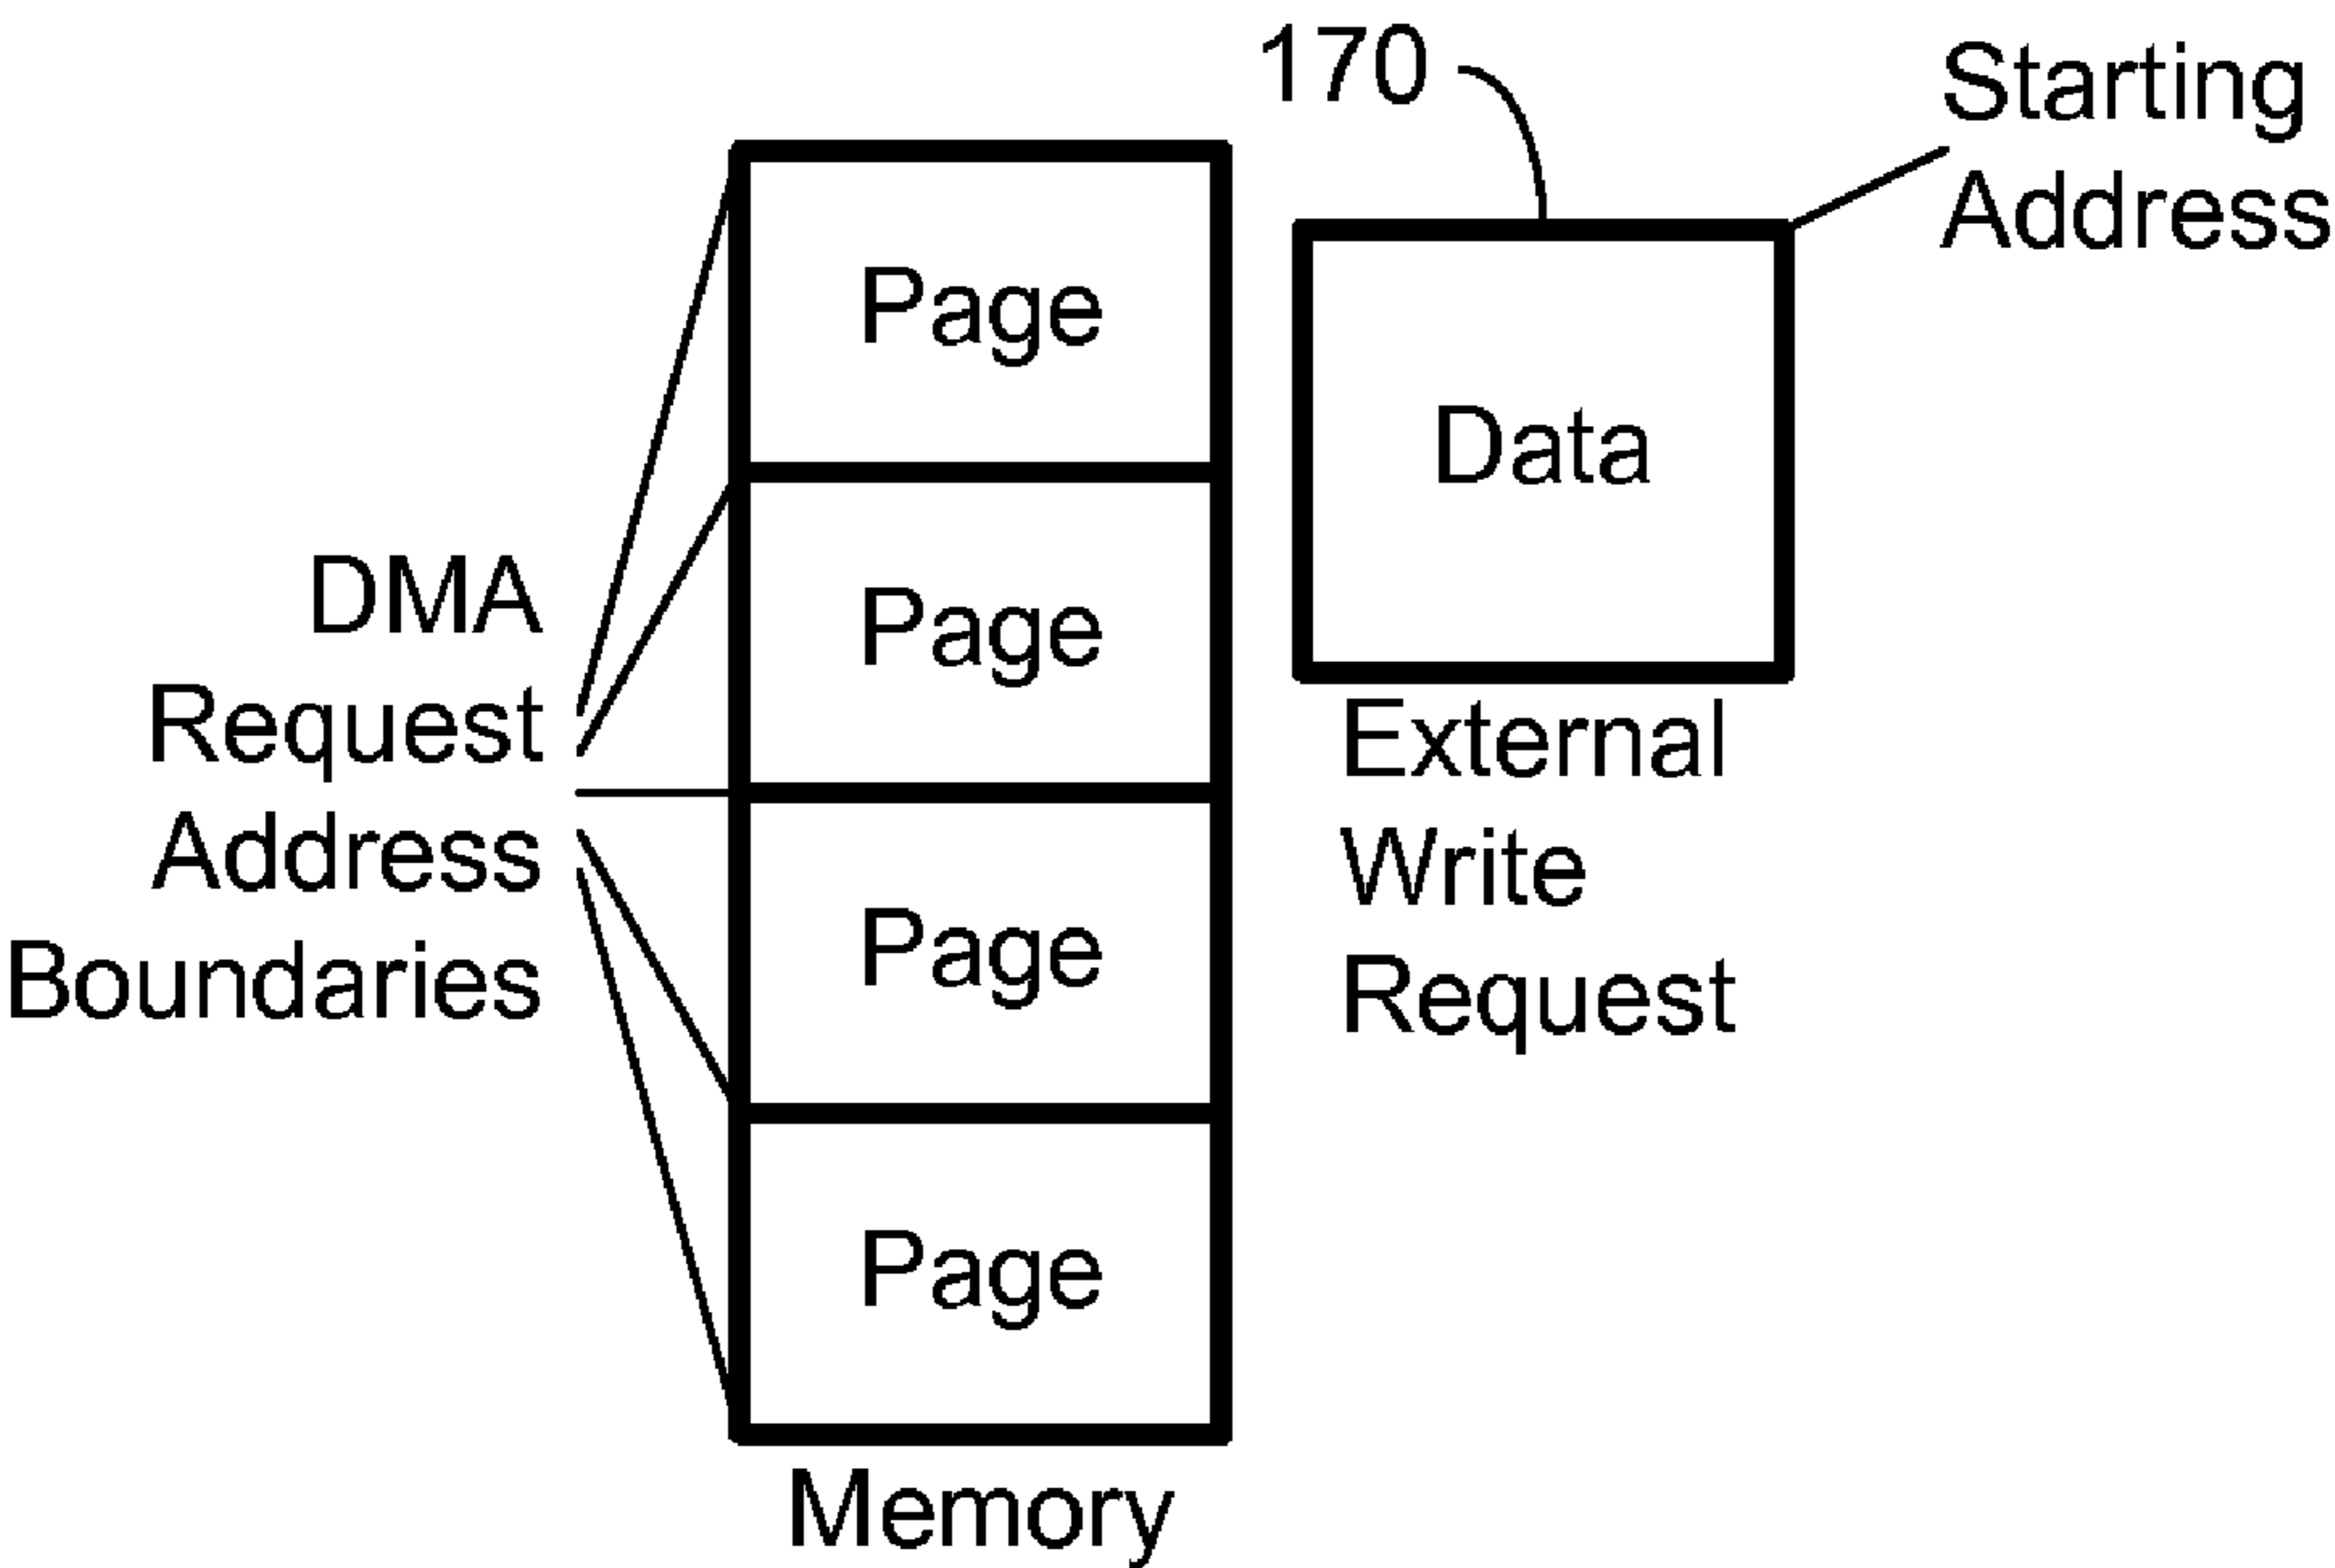 170
Starting
Address
Page
Data
Page
DMA
Request
Address
Boundaries
External
Write
Request
Page
Page
Memory